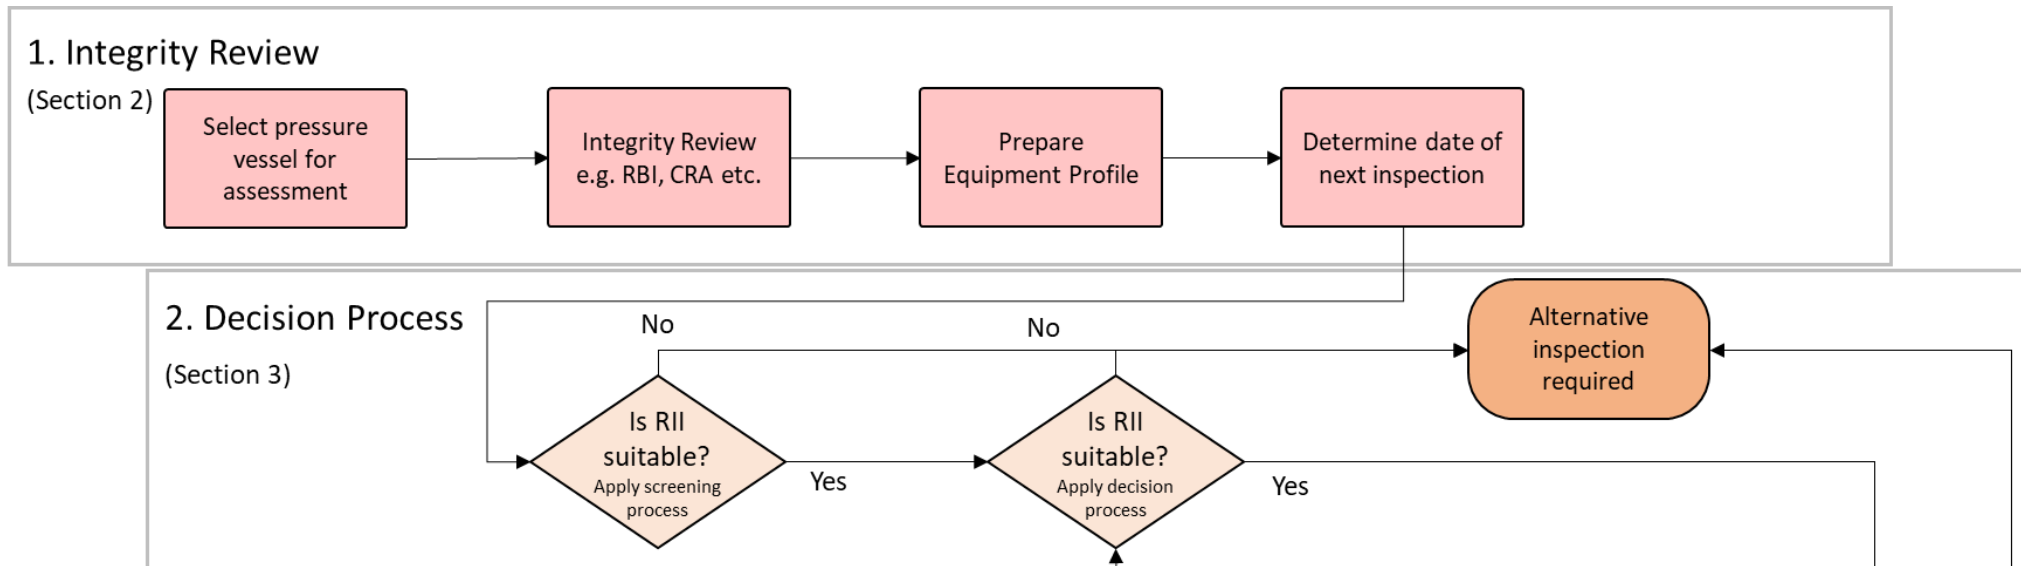 1. Integrity Review
(Section 2)
Select pressure
vessel for
assessment
Integrity Review
e.g. RBI, CRA etc.
Prepare
Equipment Profile
Determine date of
next inspection
2. Decision Process
(Section 3)
No
No
Alternative
inspection
required
Is RII
suitable?
Apply screening
process
Yes
Is RII
suitable?
Apply decision
process
Yes